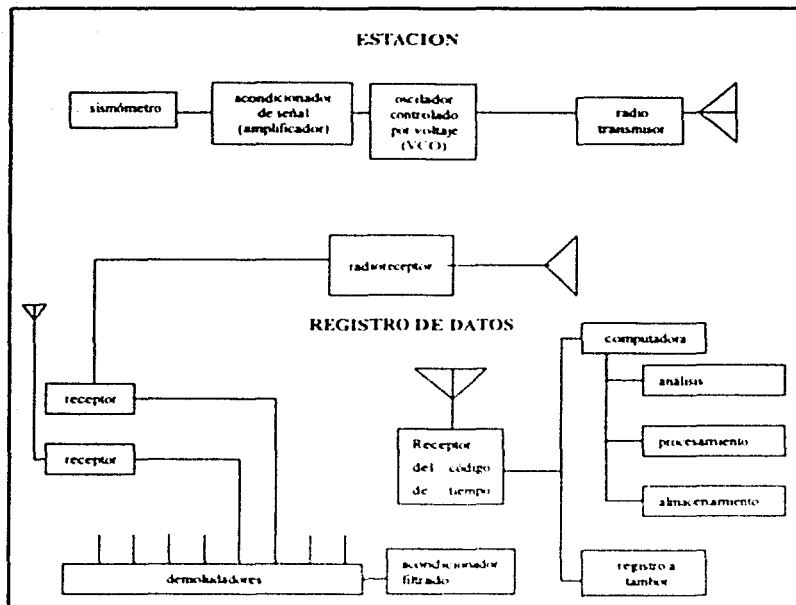 ESTACION
sismómetro
acondicionador
de señal
(amplificador)
oscilador
controlado
por voltaje
(VCO)
radio
transmisor
radioreceptor
REGISTRO DE DATOS
computadora
análisis
receptor
Receptor
del código
de tiempo
procesamiento
receptor
almacenamiento
demoludadores
acondicionador
filtrado
registro a
tambor